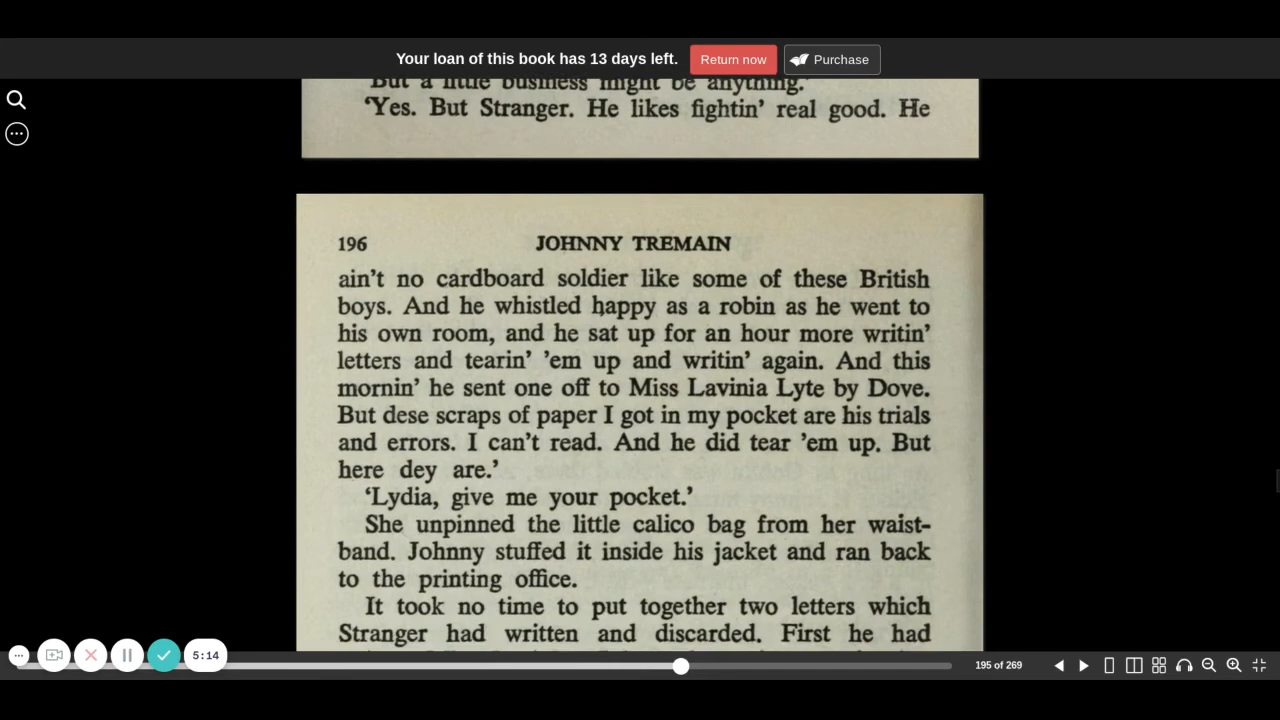 Your loan of this book has 13 days left. Return now Purchase
'But a little business might be anything.'
'Yes. But Stranger. He likes fightin' real good. He
196 JOHNNY TREMAIN
ain't no cardboard soldier like some of these British
boys. And he whistled happy as a robin as he went to
his own room, and he sat up for an hour more writin'
letters and tearin' 'em up and writin' again. And this
mornin' he sent one off to Miss Lavinia Lyte by Dove.
But dese scraps of paper I got in my pocket are his trials
and errors. I can't read. And he did tear 'em up. But
here dey are.'
'Lydia, give me your pocket.'
She unpinned the little calico bag from her waist-
band. Johnny stuffed it inside his jacket and ran back
to the printing office.
It took no time to put together two letters which
Stranger had written and discarded. First he had
5:14
195 of 269